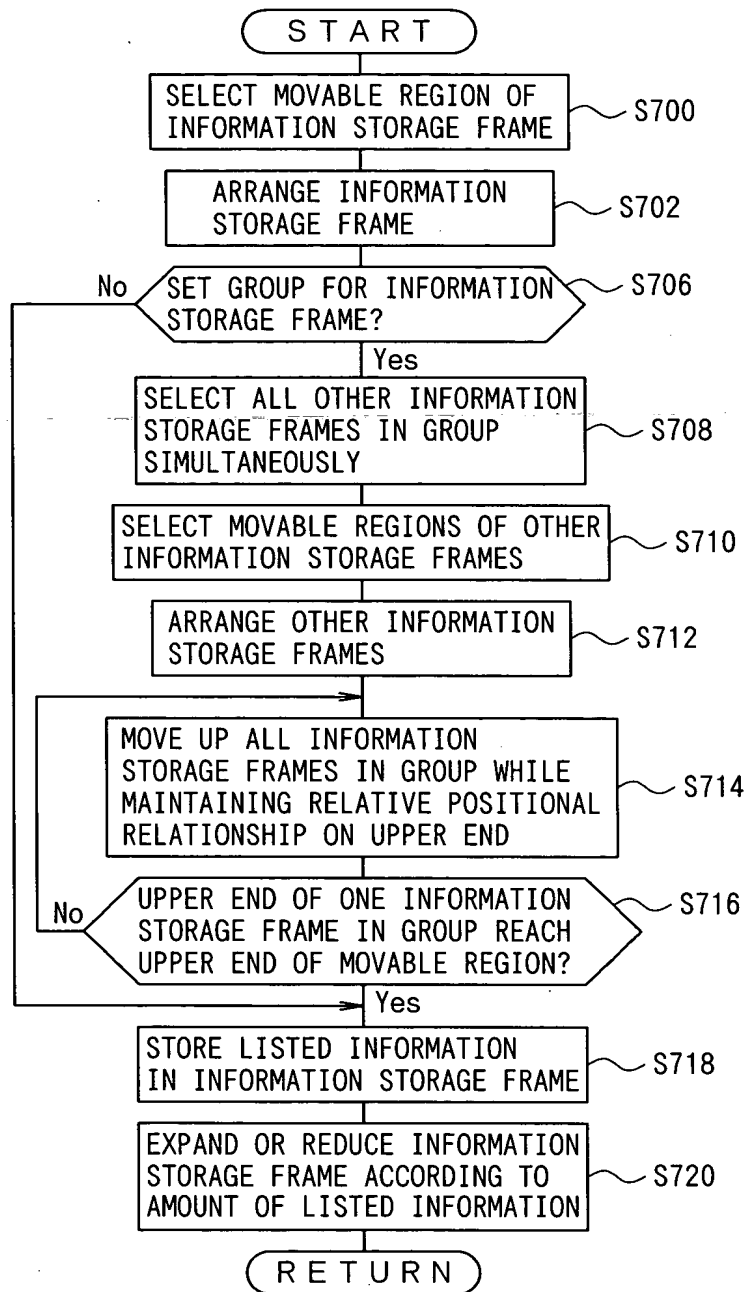 START
SELECT MOVABLE REGION OF
INFORMATION STORAGE FRAME
S700
ARRANGE INFORMATION
STORAGE FRAME
S702
No
SET GROUP FOR INFORMATION
STORAGE FRAME?
S706
Yes
SELECT ALL OTHER INFORMATION
STORAGE FRAMES IN GROUP
SIMULTANEOUSLY
S708
SELECT MOVABLE REGIONS OF OTHER
INFORMATION STORAGE FRAMES
S710
ARRANGE OTHER INFORMATION
STORAGE FRAMES
S712
MOVE UP ALL INFORMATION
STORAGE FRAMES IN GROUP WHILE
MAINTAINING RELATIVE POSITIONAL
RELATIONSHIP ON UPPER END
S714
No
UPPER END OF ONE INFORMATION
STORAGE FRAME IN GROUP REACH
UPPER END OF MOVABLE REGION?
S716
Yes
STORE LISTED INFORMATION
IN INFORMATION STORAGE FRAME
S718
EXPAND OR REDUCE INFORMATION
STORAGE FRAME ACCORDING TO
AMOUNT OF LISTED INFORMATION
S720
RETURN